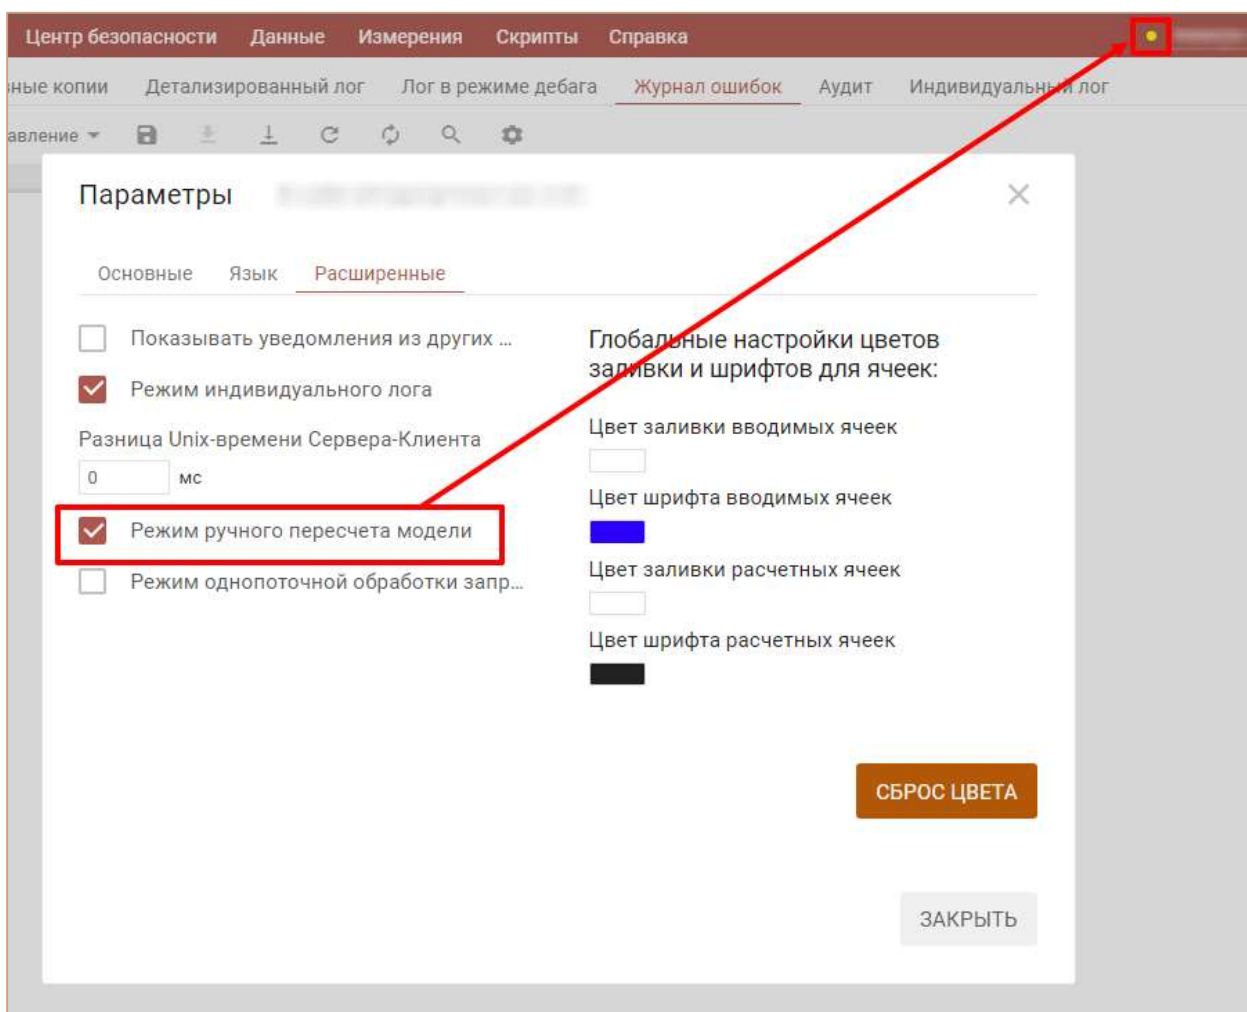 Центр безопасности Данные Измерения Скрипты Справка
ные копии Детализированный лог Лог в режиме дебага Журнал ошибок Аудит Индивидуальный лог
авление
Параметры
Основные Язык Расширенные
Показывать уведомления из других ...
Режим индивидуального лога
Разница Unix-времени Сервера-Клиента
0 мс
Режим ручного пересчета модели
Режим однопоточной обработки запр...
Глобальные настройки цветов
заливки и шрифтов для ячеек:
Цвет заливки вводимых ячеек
Цвет шрифта вводимых ячеек
Цвет заливки расчетных ячеек
Цвет шрифта расчетных ячеек
СБРОС ЦВЕТА
ЗАКРЫТЬ